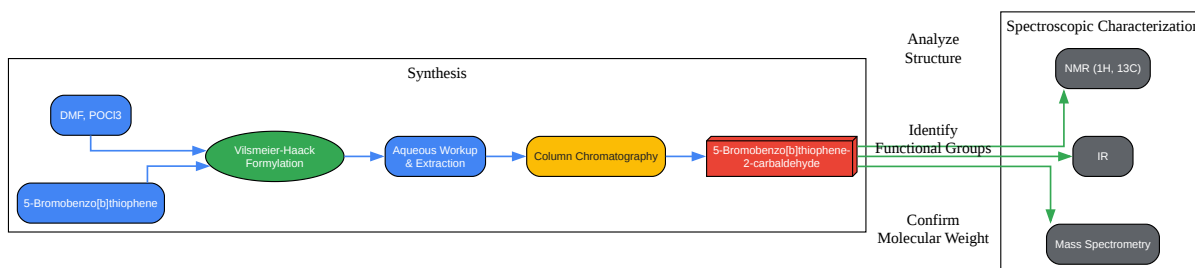 Synthesis
DMF, POCl3
5-Bromobenzo[b]thiophene
Vilsmeier-Haack
Formylation
Aqueous Workup
& Extraction
Column Chromatography
5-Bromobenzo[b]thiophene-
2-carbaldehyde
Analyze
Structure
Identify
Functional Groups
Confirm
Molecular Weight
Spectroscopic Characterization
NMR (1H, 13C)
IR
Mass Spectrometry